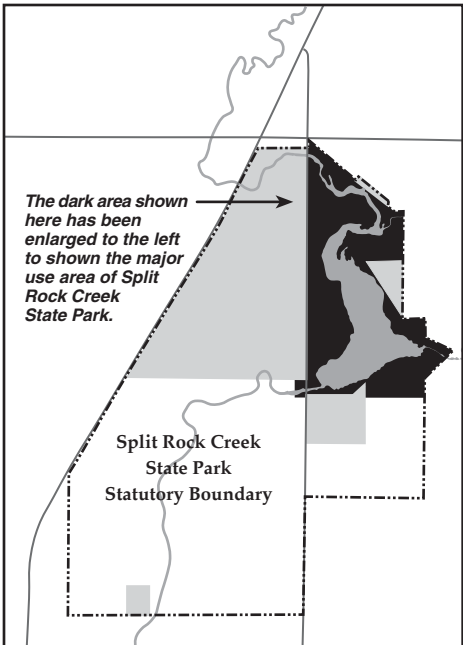 The dark area shown
here has been
enlarged to the left
to shown the major
use area of Split
Rock Creek
State Park.
Split Rock Creek
State Park
Statutory Boundary